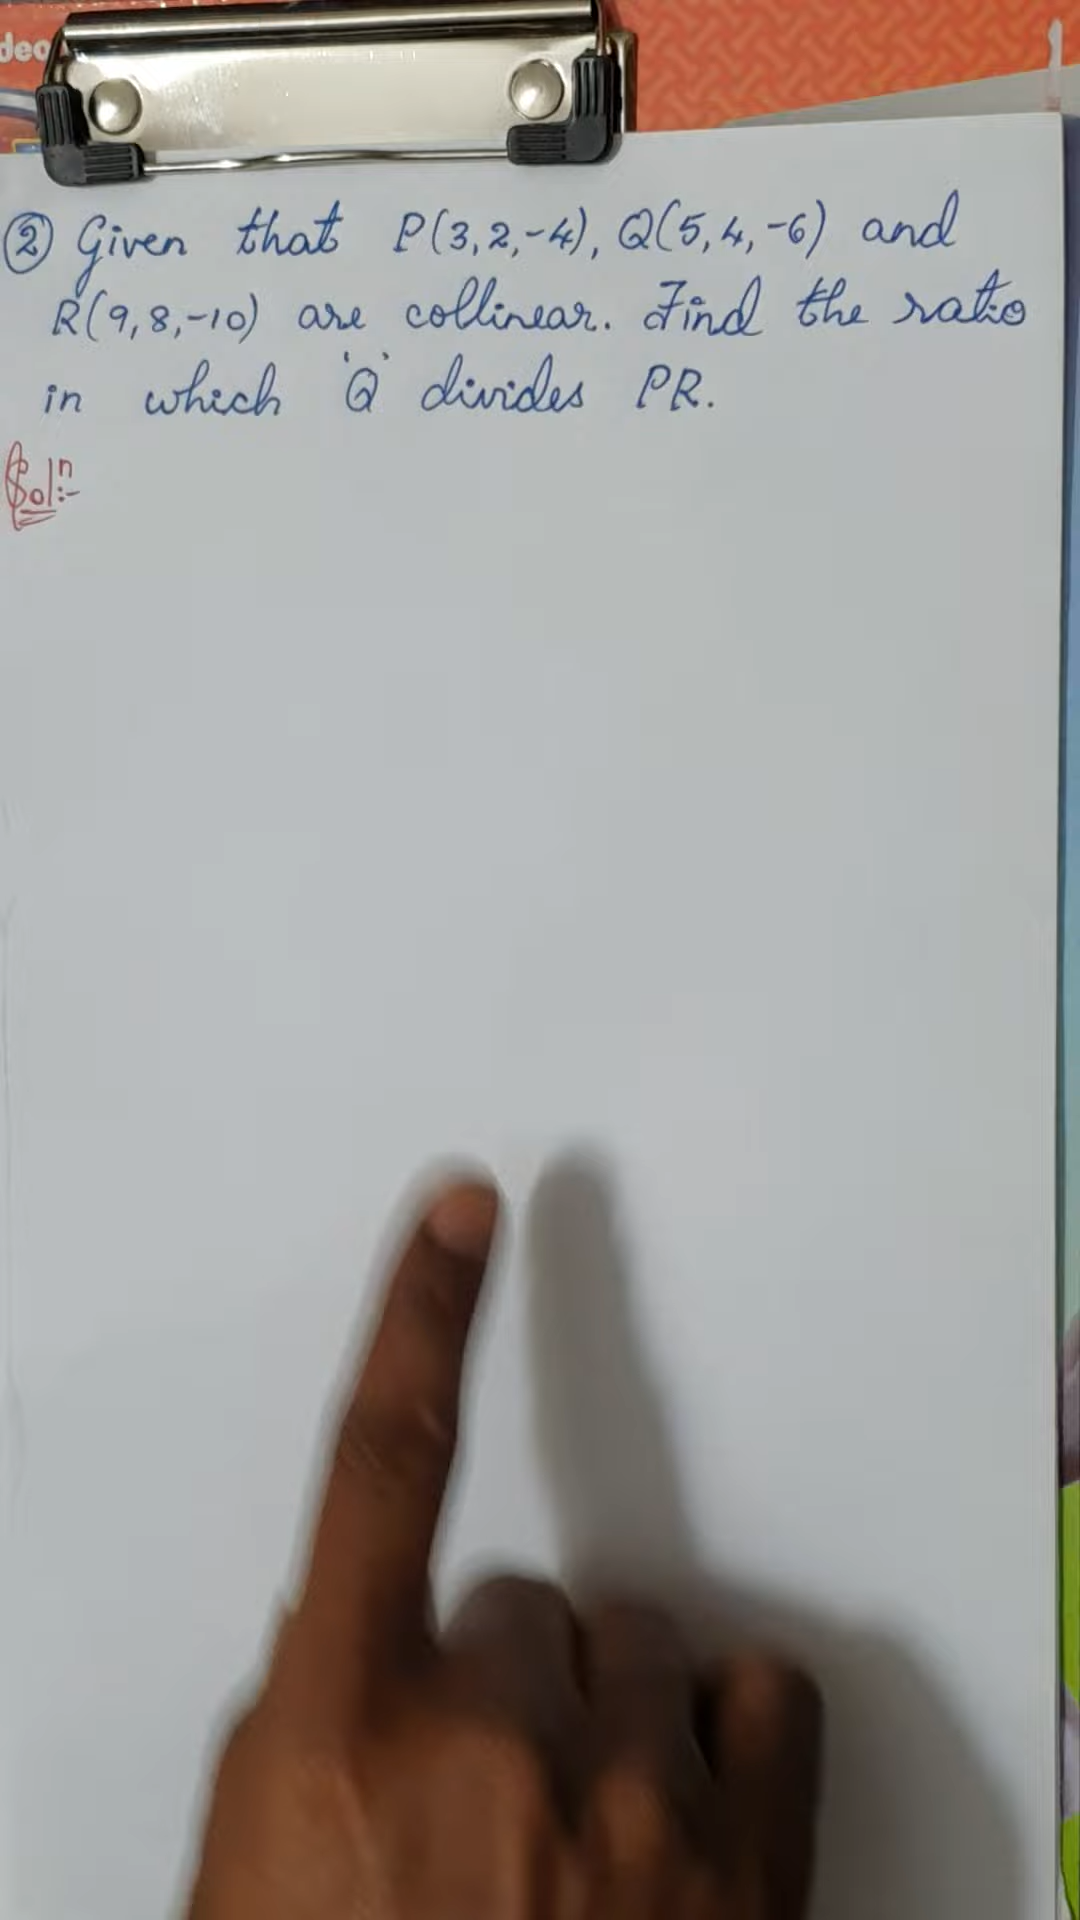 deo
② Given that P(3,2,-4), Q(5,4,-6) and
R(9,8,-10) are collinear. Find the ratio
in which 'Q' divides PR.
Solⁿ:-